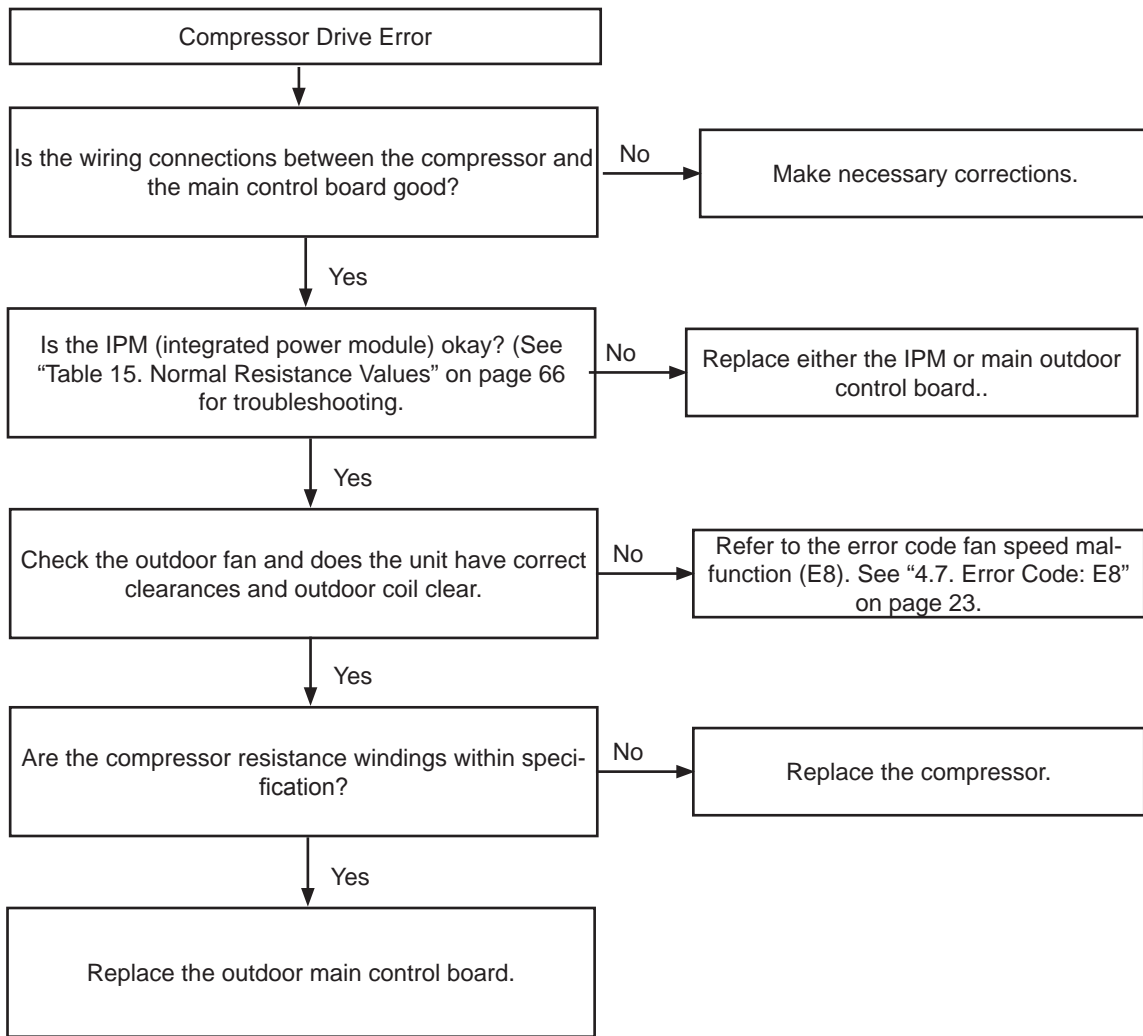 Compressor Drive Error
Is the wiring connections between the compressor and
the main control board good?
No
Make necessary corrections.
Yes
Is the IPM (integrated power module) okay? (See
“Table 15. Normal Resistance Values” on page 66
for troubleshooting.
No
Replace either the IPM or main outdoor
control board..
Yes
Check the outdoor fan and does the unit have correct
clearances and outdoor coil clear.
No
Refer to the error code fan speed mal-
function (E8). See “4.7. Error Code: E8”
on page 23.
Yes
Are the compressor resistance windings within speci-
fication?
No
Replace the compressor.
Yes
Replace the outdoor main control board.